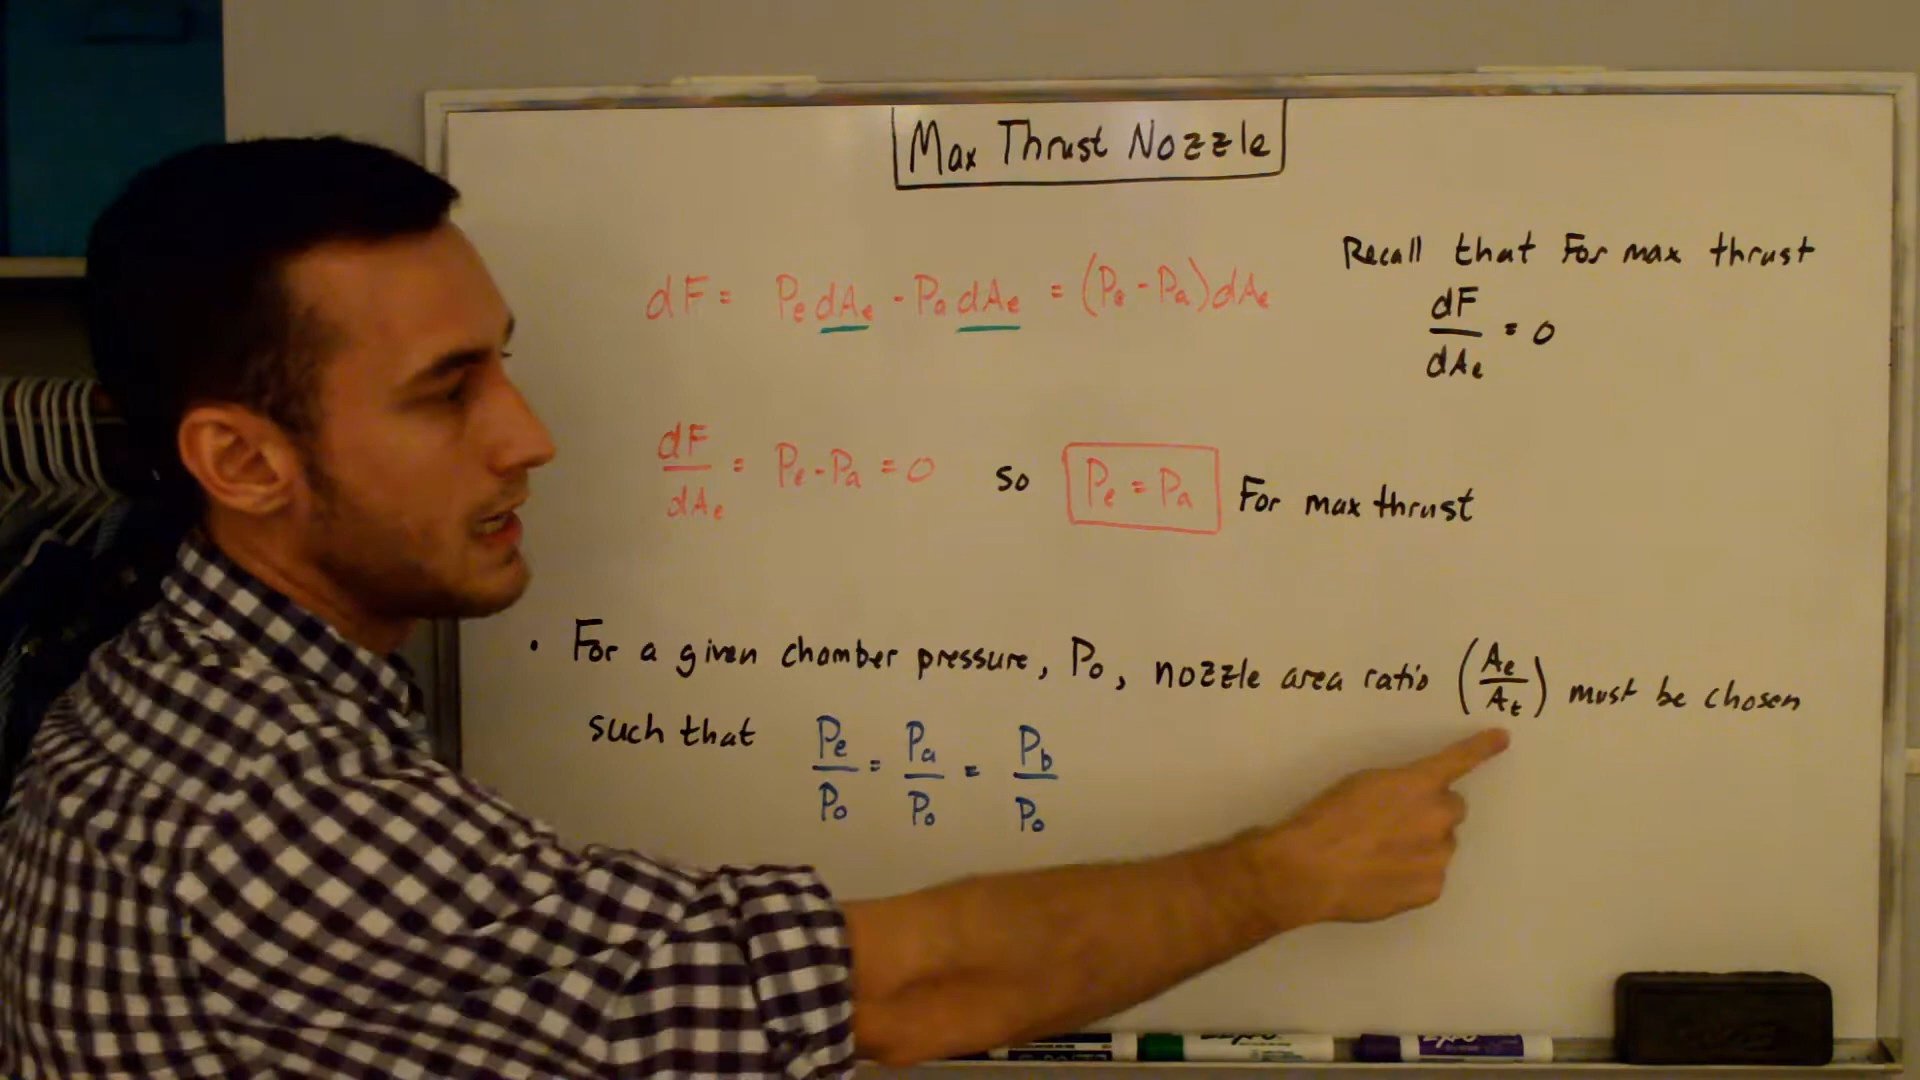 Max Thrust Nozzle
Recall that For max thrust
dF/dAe = 0
dF = PedAe - PadAe = (Pe - Pa)dAe
dF/dAe = Pe - Pa = 0 so Pe = Pa For max thrust
• For a given chamber pressure, Po, nozzle area ratio (Ae/At) must be chosen
such that Pe/Po = Pa/Po = Pb/Po